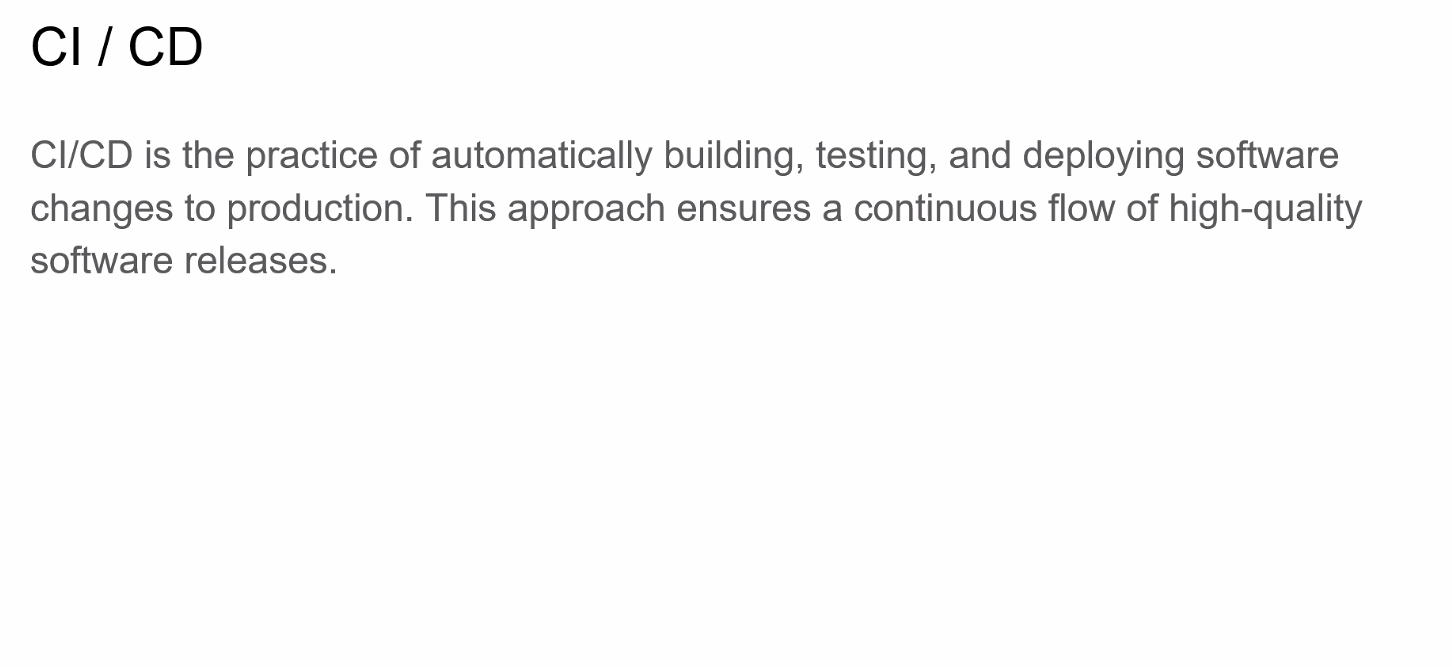 CI / CD
CI/CD is the practice of automatically building, testing, and deploying software
changes to production. This approach ensures a continuous flow of high-quality
software releases.